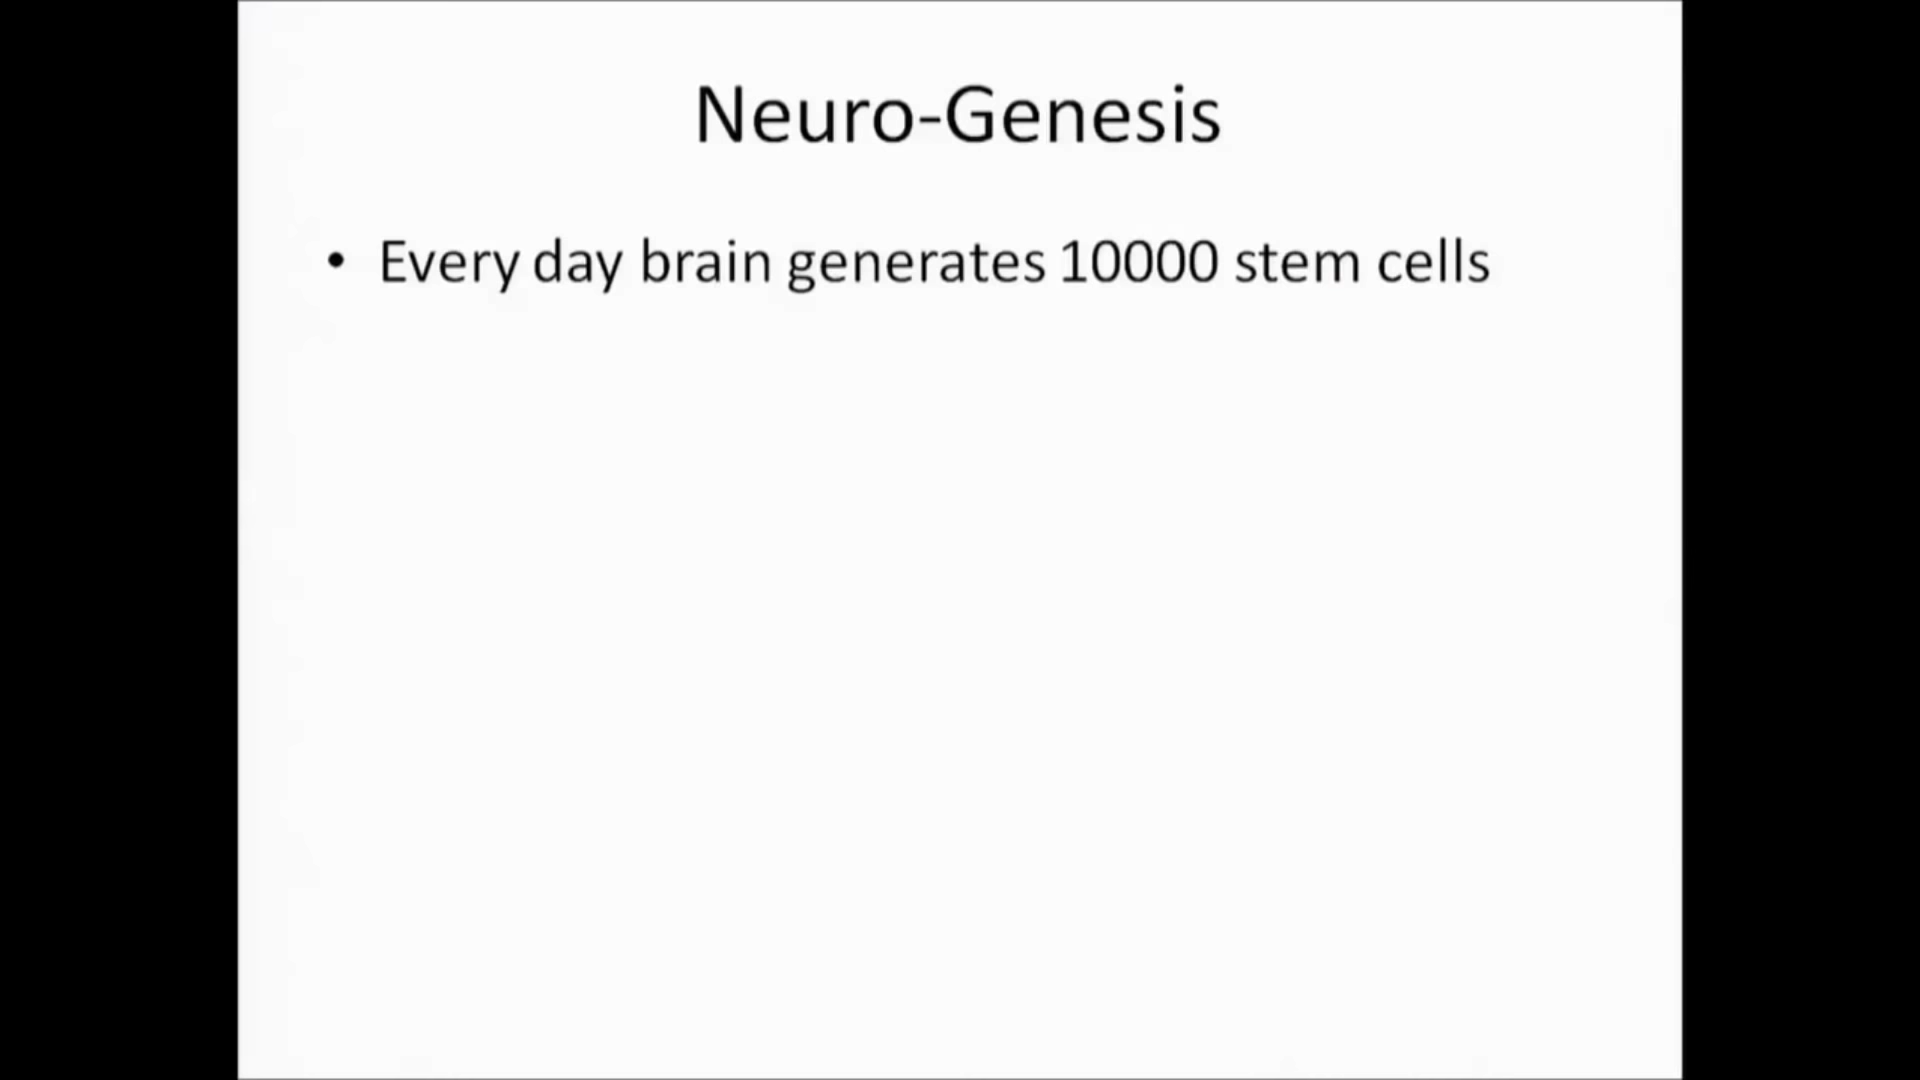 Neuro-Genesis
• Every day brain generates 10000 stem cells